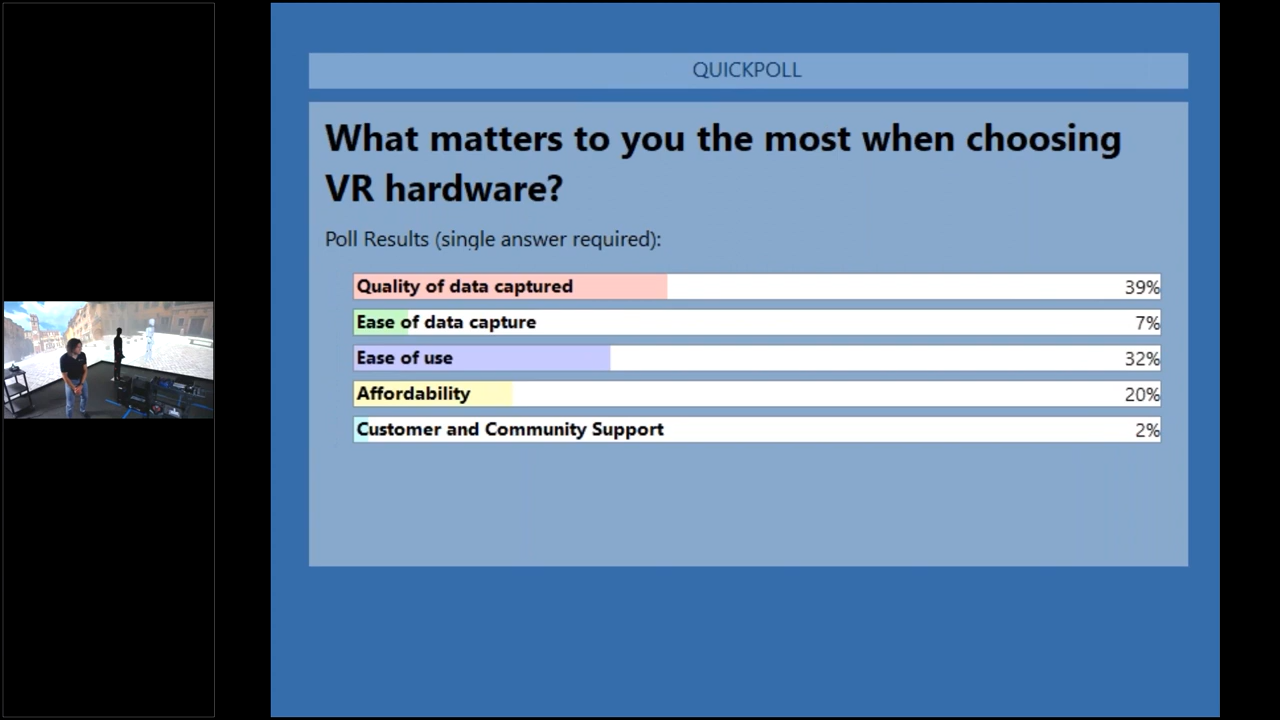 QUICKPOLL
What matters to you the most when choosing
VR hardware?
Poll Results (single answer required):
Quality of data captured 39%
Ease of data capture 7%
Ease of use 32%
Affordability 20%
Customer and Community Support 2%